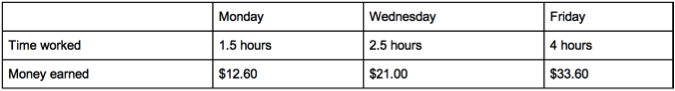 Monday Wednesday Friday
Time worked 1.5 hours 2.5 hours 4 hours
Money earned $12.60 $21.00 $33.60